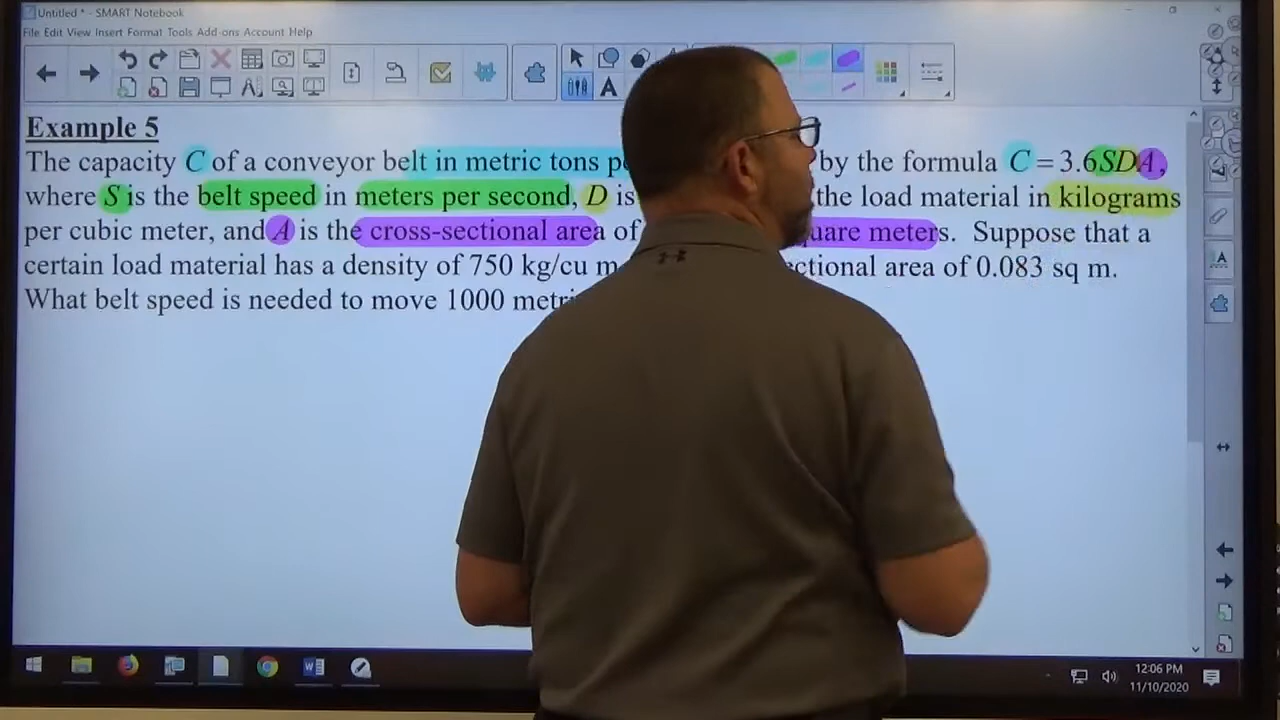 Untitled * - SMART Notebook
File Edit View Insert Format Tools Add-ons Account Help
Example 5
The capacity C of a conveyor belt in metric tons by the formula C = 3.6SDA,
where S is the belt speed in meters per second, D is the load material in kilograms
per cubic meter, and A is the cross-sectional area of meters. Suppose that a
certain load material has a density of 750 kg/cu area of 0.083 sq m.
What belt speed is needed to move 1000
12:06 PM
11/10/2020